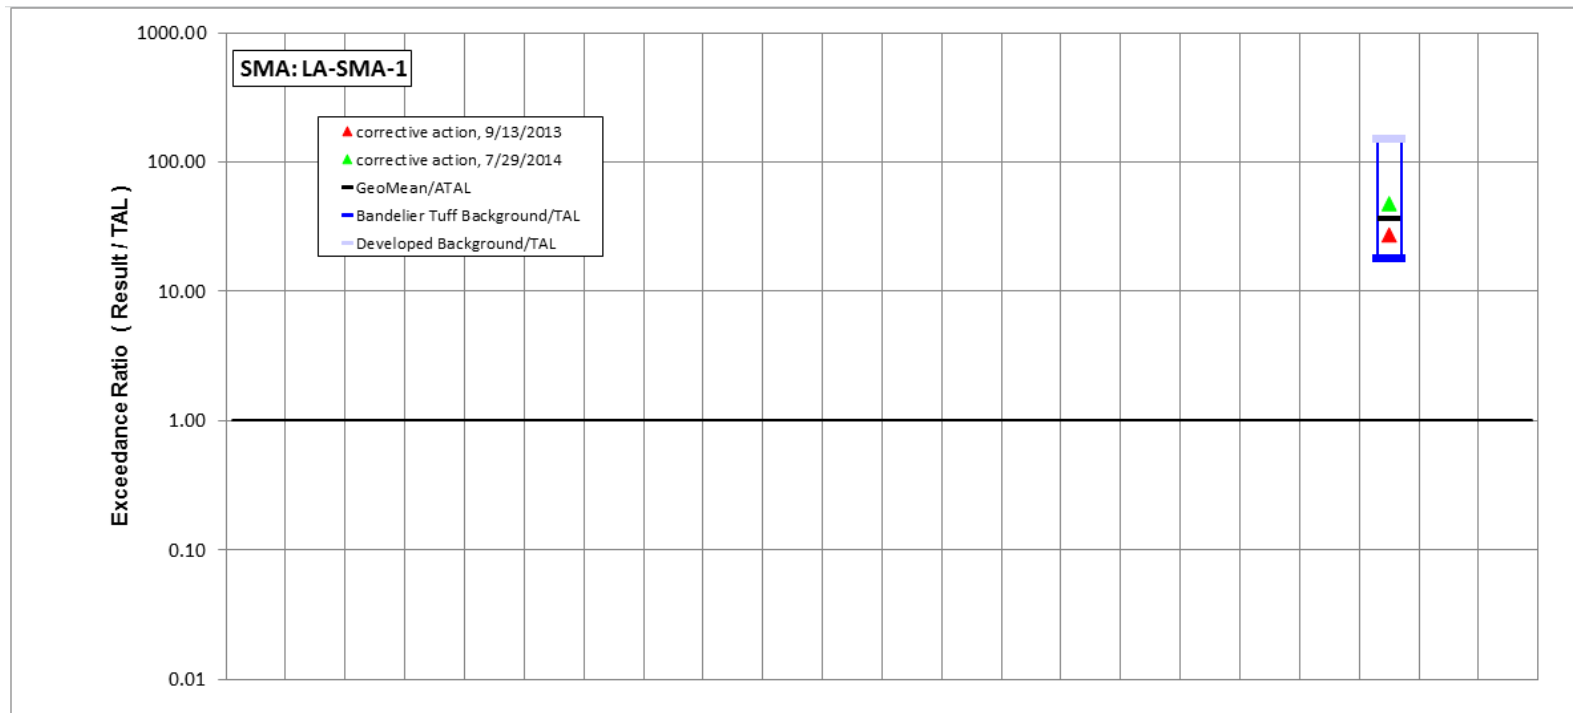 1000.00
SMA: LA-SMA-1
corrective action, 9/13/2013
corrective action, 7/29/2014
GeoMean/ATAL
Bandelier Tuff Background/TAL
Developed Background/TAL
100.00
10.00
1.00
0.10
0.01
Exceedance Ratio ( Result / TAL )